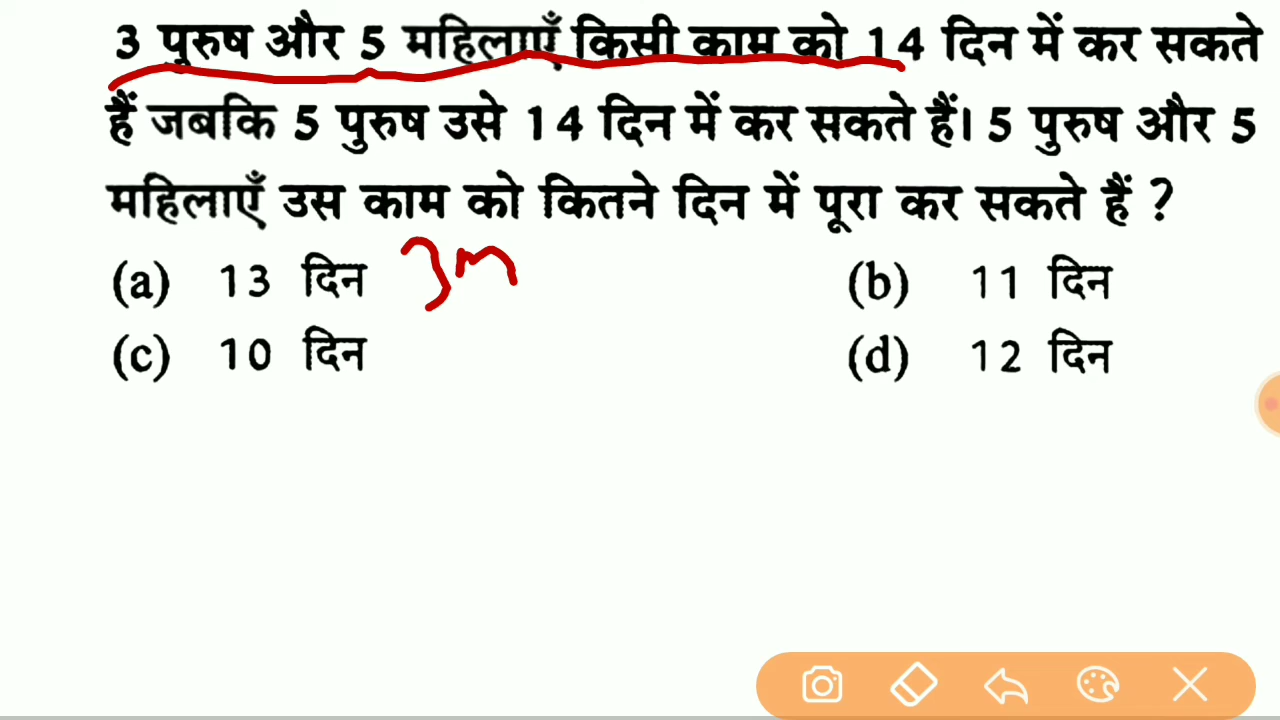 3 पुरुष और 5 महिलाएँ किसी काम को 14 दिन में कर सकते
हैं जबकि 5 पुरुष उसे 14 दिन में कर सकते हैं। 5 पुरुष और 5
महिलाएँ उस काम को कितने दिन में पूरा कर सकते हैं ?
(a) 13 दिन 3m (b) 11 दिन
(c) 10 दिन (d) 12 दिन